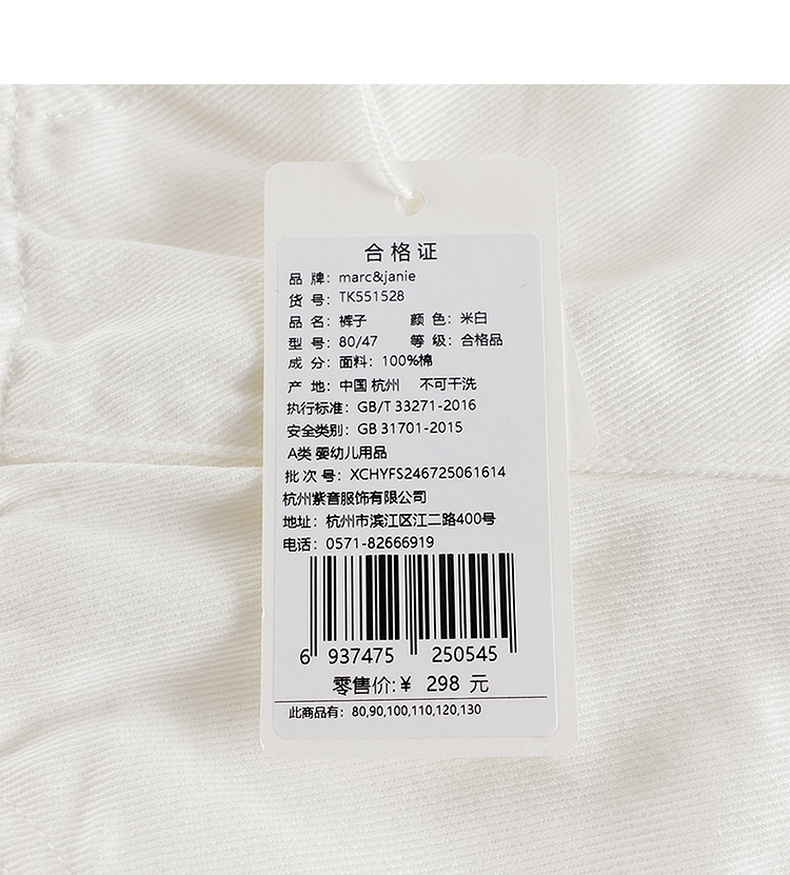 合格证
品 牌：marc&janie
货 号：TK551528
品 名：裤子 颜 色：米白
型 号：80/47 等 级：合格品
成 分：面料：100%棉
产 地：中国 杭州 不可干洗
执行标准：GB/T 33271-2016
安全类别：GB 31701-2015
A类 婴幼儿用品
批 次 号：XCHYFS246725061614
杭州紫音服饰有限公司
地址：杭州市滨江区江二路400号
电话：0571-82666919
6 937475 250545
零售价:¥ 298 元
此商品有：80,90,100,110,120,130